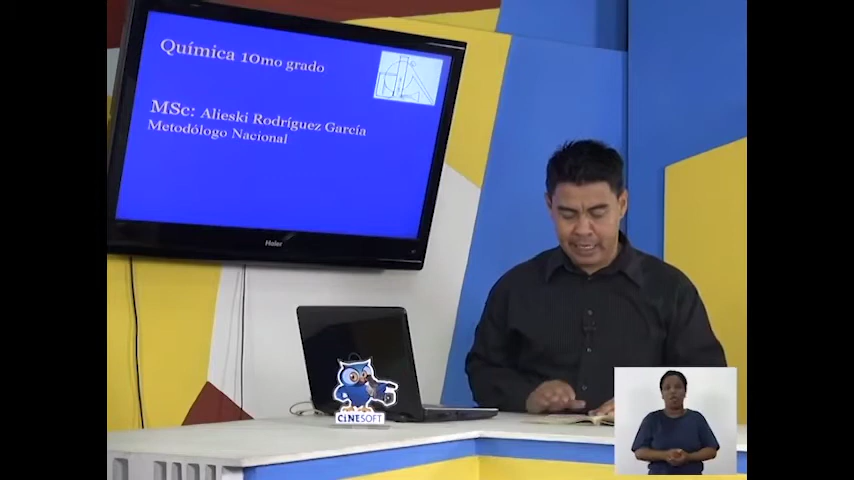 Química 10mo grado
MSc: Alieski Rodríguez García
Metodólogo Nacional
Haier
CiNESOFT